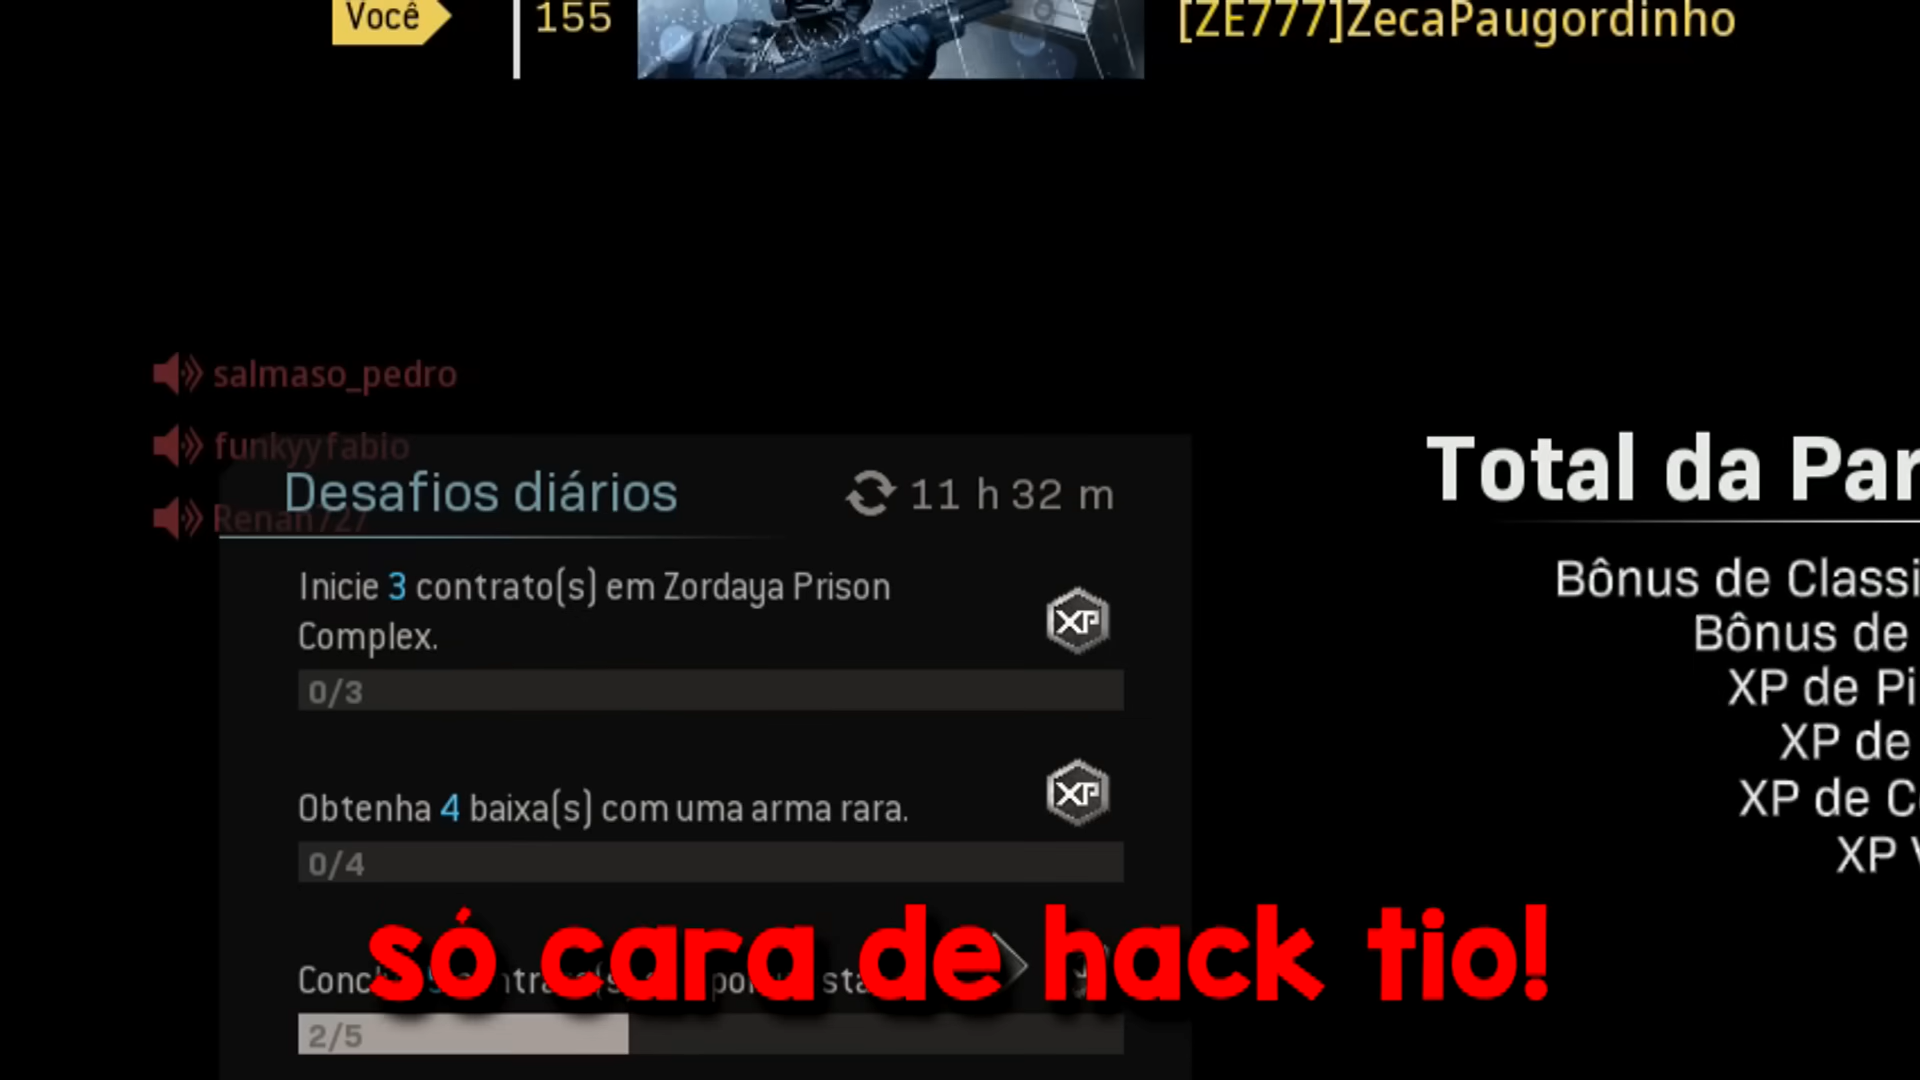 Você
155
[ZE777]ZecaPaugordinho
salmaso_pedro
funkyyfabio
Renan727
Desafios diários
11 h 32 m
Inicie 3 contrato(s) em Zordaya Prison
Complex.
0/3
Obtenha 4 baixa(s) com uma arma rara.
0/4
2/5
Total da Par
Bônus de Classi
Bônus de
XP de Pi
XP de
XP de C
XP
só cara de hack tio!